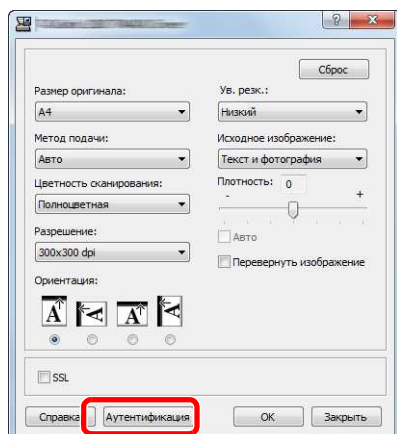 Сброс
Размер оригинала:
Ув. резк.:
A4
Низкий
Метод подачи:
Исходное изображение:
Авто
Текст и фотография
Цветность сканирования:
Плотность: 0
Полноцветная
- +
Разрешение:
Авто
300x300 dpi
Перевернуть изображение
Ориентация:
A A A A
SSL
Справка Аутентификация OK Закрыть